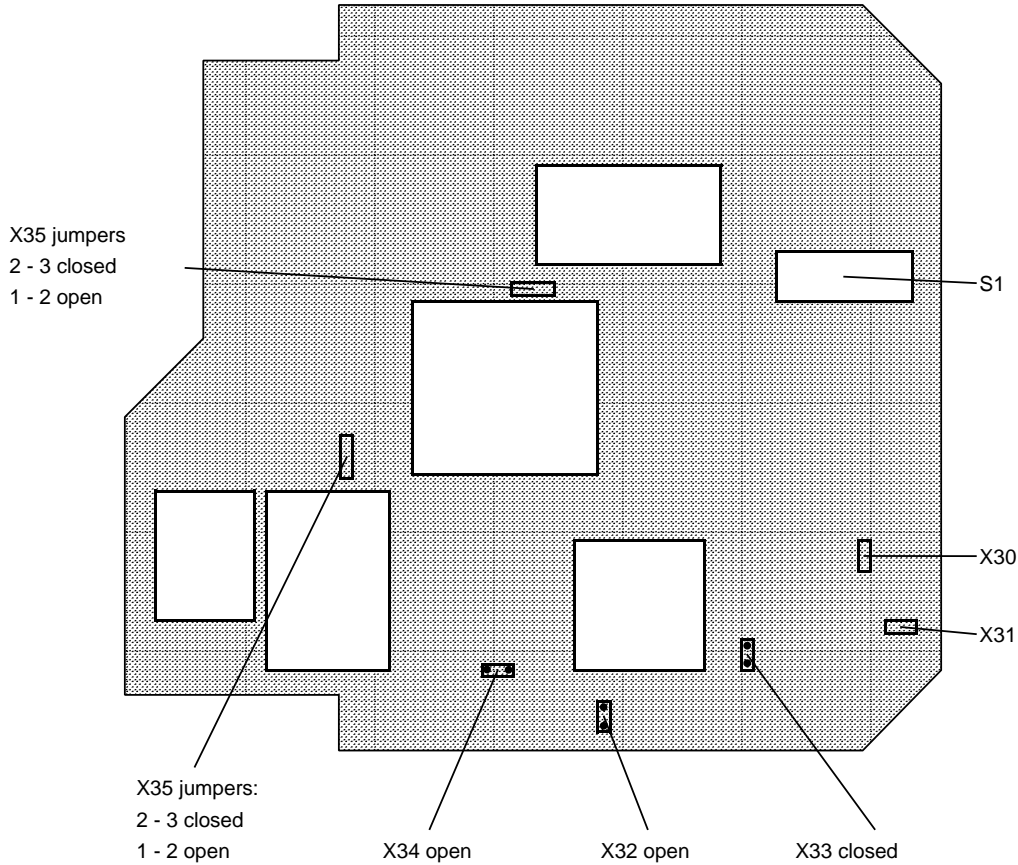 X35 jumpers
2 - 3 closed
1 - 2 open
S1
X30
X31
X35 jumpers:
2 - 3 closed
1 - 2 open
X34 open
X32 open
X33 closed